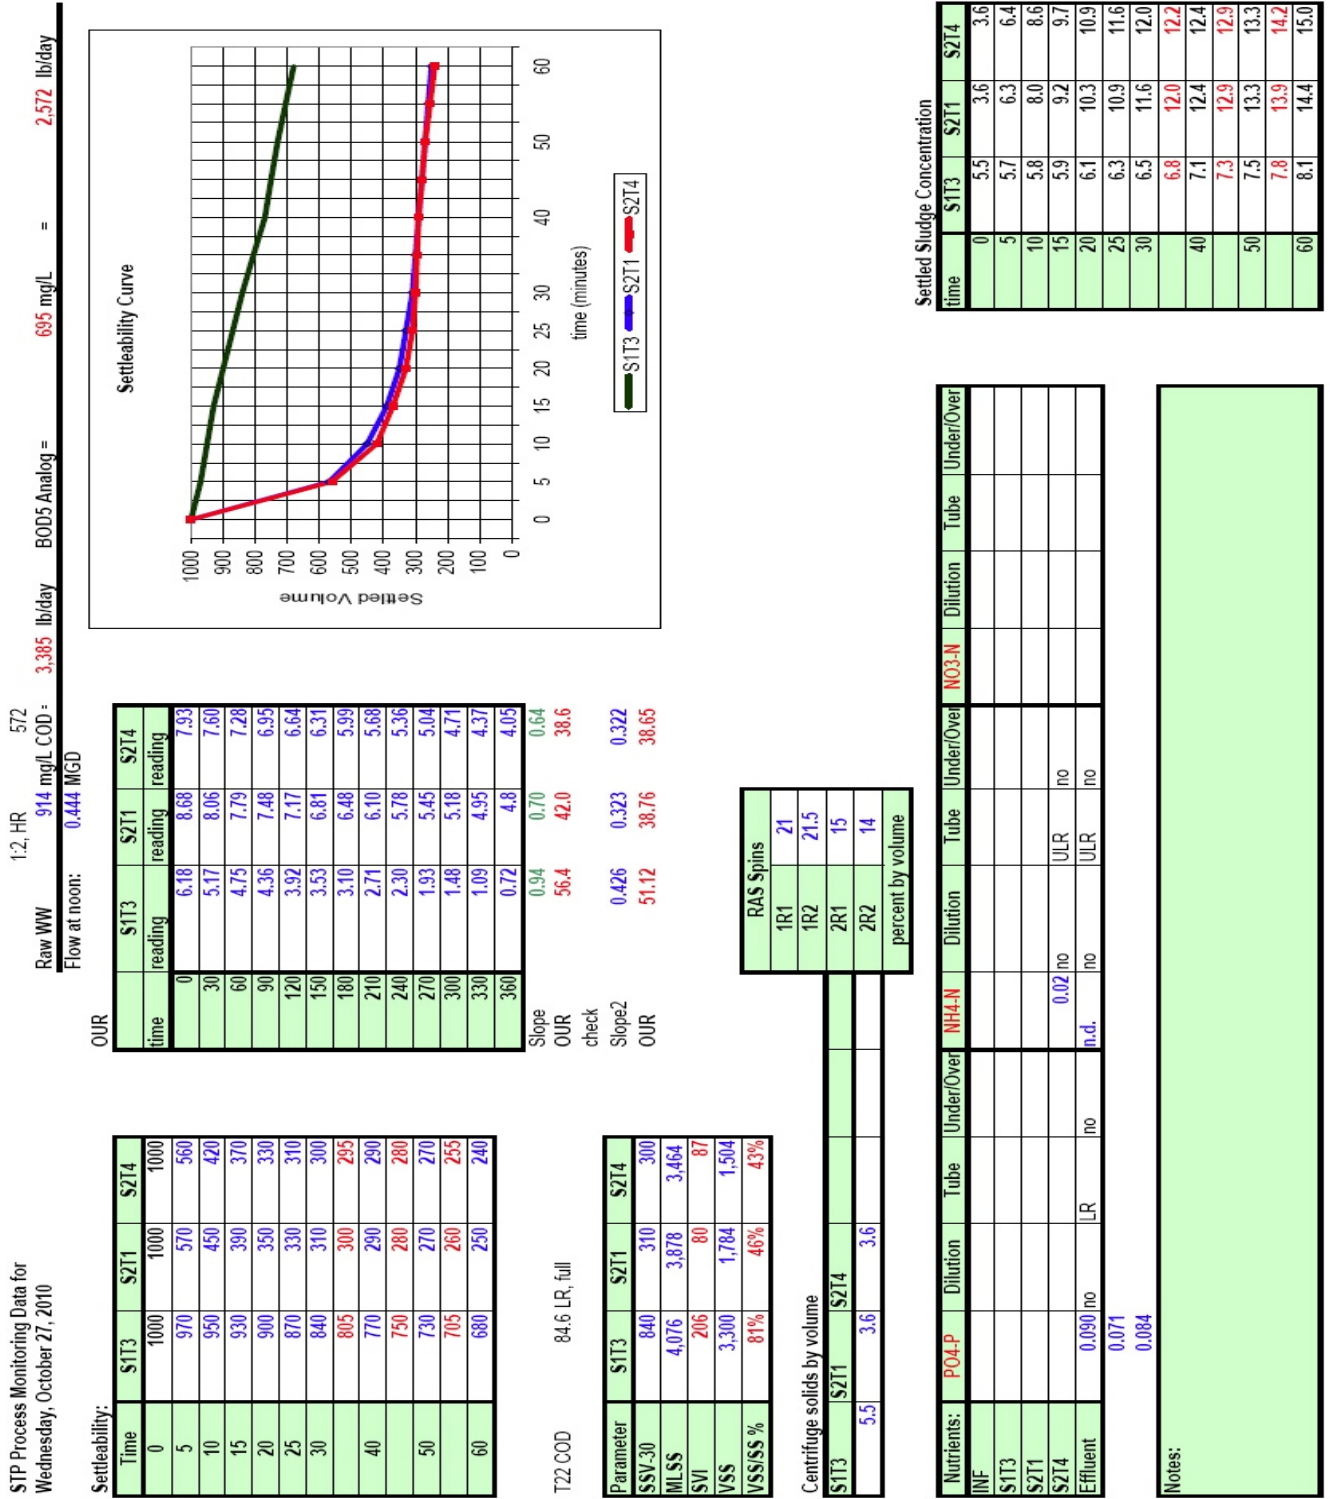 STP Process Monitoring Data for
Wednesday, October 27, 2010
1:2, HR 572
Raw WW 914 mg/L COD = 3,385 lb/day BOD5 Analog = 695 mg/L = 2,572 lb/day
Flow at noon: 0.444 MGD
Settleability:
Time S1T3 S2T1 S2T4
0 1000 1000 1000
5 970 570 560
10 950 450 420
15 930 390 370
20 900 350 330
25 870 330 310
30 840 310 300
805 300 295
40 770 290 290
750 280 280
50 730 270 270
705 260 255
60 680 250 240
OUR
S1T3 S2T1 S2T4
time reading reading reading
0 6.18 8.68 7.93
30 5.17 8.06 7.60
60 4.75 7.79 7.28
90 4.36 7.48 6.95
120 3.92 7.17 6.64
150 3.53 6.81 6.31
180 3.10 6.48 5.99
210 2.71 6.10 5.68
240 2.30 5.78 5.36
270 1.93 5.45 5.04
300 1.48 5.18 4.71
330 1.09 4.95 4.37
360 0.72 4.8 4.05
Slope 0.94 0.70 0.64
OUR 56.4 42.0 38.6
check
Slope2 0.426 0.323 0.322
OUR 51.12 38.76 38.65
Settleability Curve
Settled Volume
1000
900
800
700
600
500
400
300
200
100
0
0 5 10 15 20 25 30 40 50 60
time (minutes)
S1T3 S2T1 S2T4
T22 COD 84.6 LR, full
Parameter S1T3 S2T1 S2T4
SSV-30 840 310 300
MLSS 4,076 3,878 3,464
SVI 206 80 87
VSS 3,300 1,784 1,504
VSS/SS % 81% 46% 43%
RAS Spins
1R1 21
1R2 21.5
2R1 15
2R2 14
percent by volume
Centrifuge solids by volume
S1T3 S2T1 S2T4
5.5 3.6 3.6
Nutrients: PO4-P Dilution Tube Under/Over NH4-N Dilution Tube Under/Over NO3-N Dilution Tube Under/Over
INF
S1T3
S2T1
S2T4 0.02 no ULR no
Effluent 0.090 no LR no n.d. no ULR no
0.071
0.084
Notes:
Settled Sludge Concentration
time S1T3 S2T1 S2T4
0 5.5 3.6 3.6
5 5.7 6.3 6.4
10 5.8 8.0 8.6
15 5.9 9.2 9.7
20 6.1 10.3 10.9
25 6.3 10.9 11.6
30 6.5 11.6 12.0
6.8 12.0 12.2
40 7.1 12.4 12.4
7.3 12.9 12.9
50 7.5 13.3 13.3
7.8 13.9 14.2
60 8.1 14.4 15.0